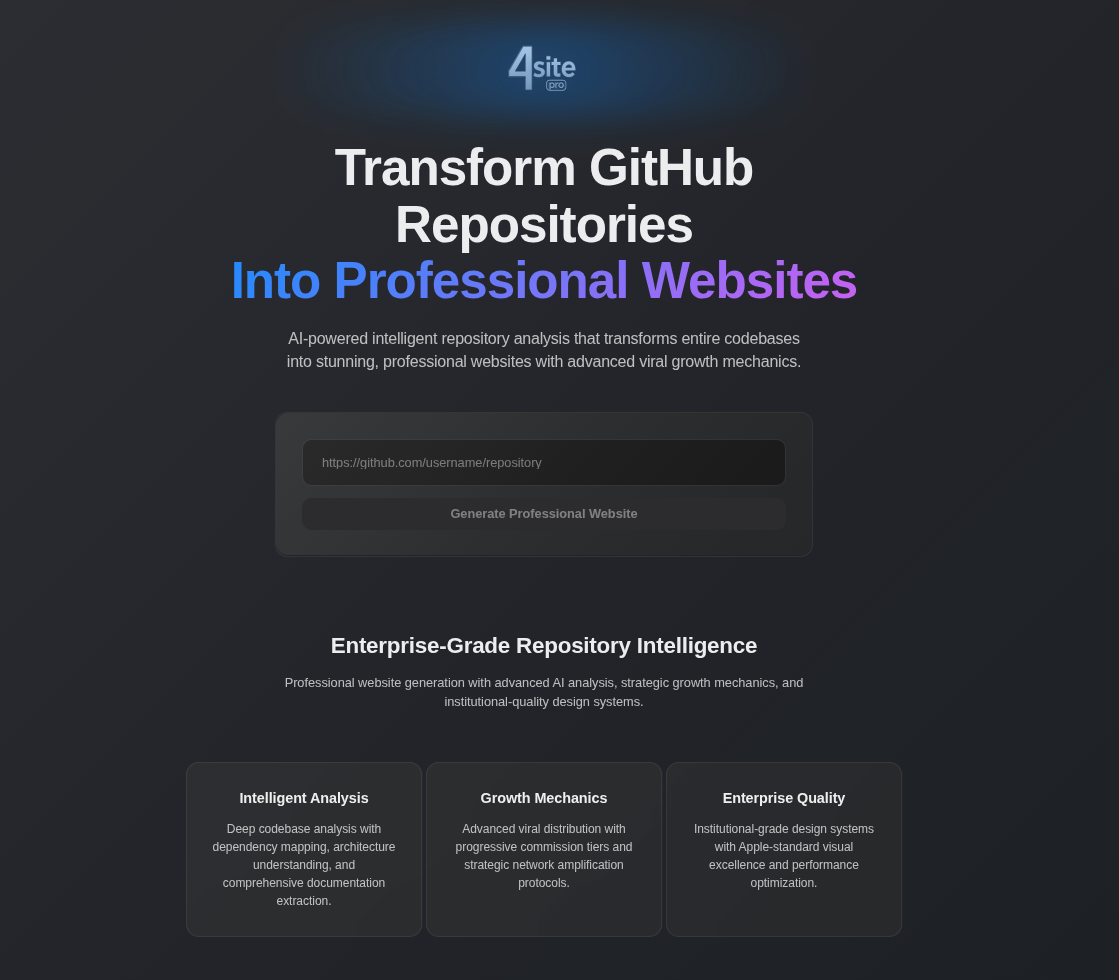 4site
pro
Transform GitHub
Repositories
Into Professional Websites
AI-powered intelligent repository analysis that transforms entire codebases
into stunning, professional websites with advanced viral growth mechanics.
https://github.com/username/repository
Generate Professional Website
Enterprise-Grade Repository Intelligence
Professional website generation with advanced AI analysis, strategic growth mechanics, and
institutional-quality design systems.
Intelligent Analysis
Deep codebase analysis with
dependency mapping, architecture
understanding, and
comprehensive documentation
extraction.
Growth Mechanics
Advanced viral distribution with
progressive commission tiers and
strategic network amplification
protocols.
Enterprise Quality
Institutional-grade design systems
with Apple-standard visual
excellence and performance
optimization.